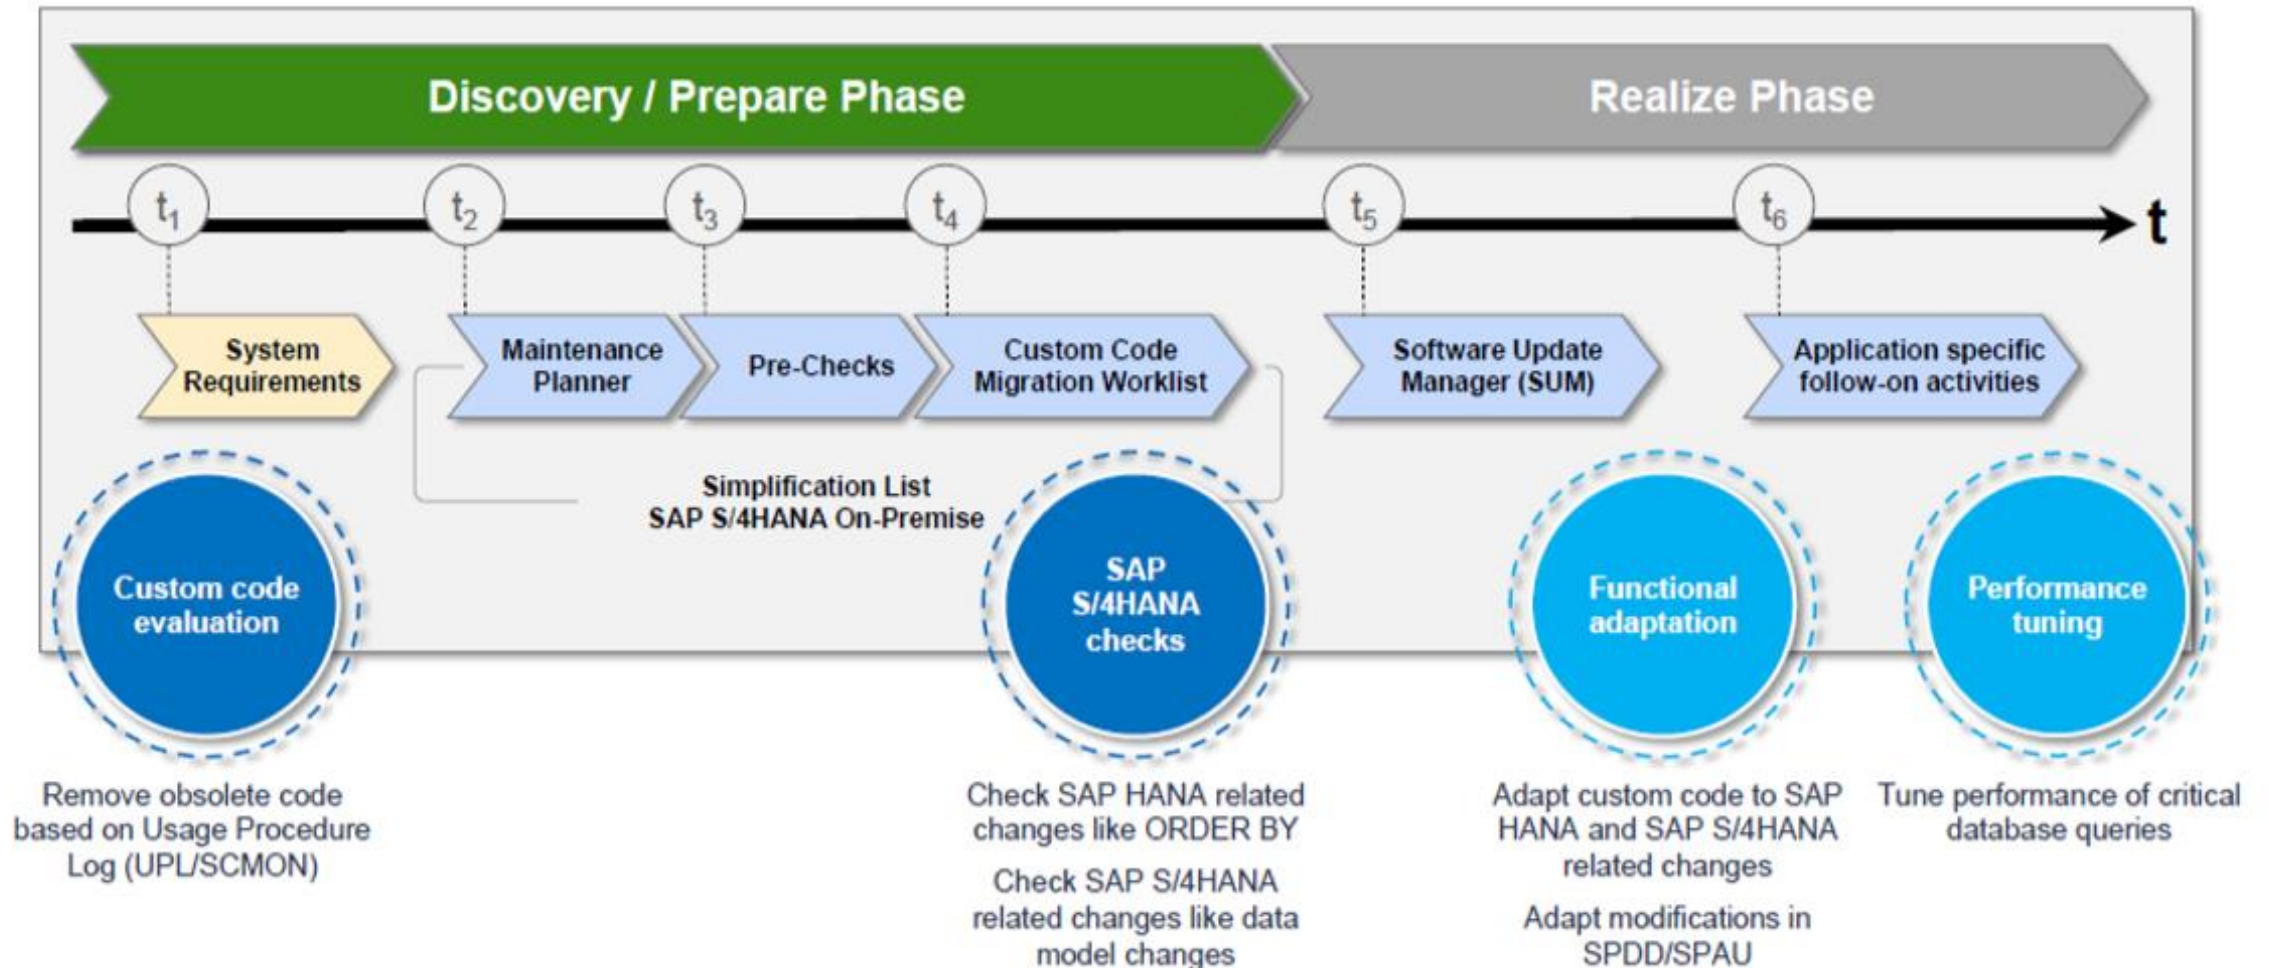 Discovery / Prepare Phase
Realize Phase
t1
t2
t3
t4
t5
t6
t
System
Requirements
Maintenance
Planner
Pre-Checks
Custom Code
Migration Worklist
Software Update
Manager (SUM)
Application specific
follow-on activities
Simplification List
SAP S/4HANA On-Premise
Custom code
evaluation
SAP
S/4HANA
checks
Functional
adaptation
Performance
tuning
Remove obsolete code
based on Usage Procedure
Log (UPL/SCMON)
Check SAP HANA related
changes like ORDER BY
Check SAP S/4HANA
related changes like data
model changes
Adapt custom code to SAP
HANA and SAP S/4HANA
related changes
Adapt modifications in
SPDD/SPAU
Tune performance of critical
database queries